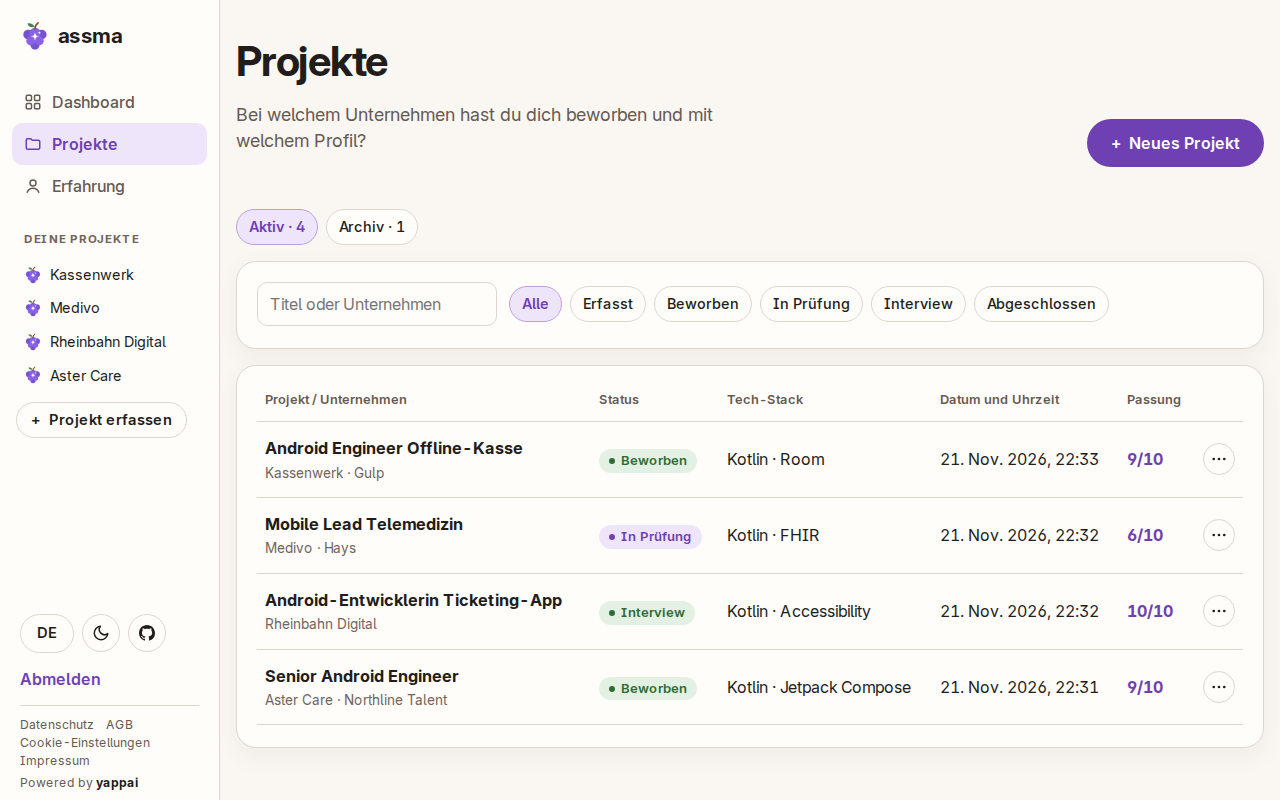 assma
Dashboard
Projekte
Erfahrung
DEINE PROJEKTE
Kassenwerk
Medivo
Rheinbahn Digital
Aster Care
+ Projekt erfassen
DE
Abmelden
Datenschutz AGB
Cookie-Einstellungen
Impressum
Powered by yappai
Projekte
Bei welchem Unternehmen hast du dich beworben und mit
welchem Profil?
+ Neues Projekt
Aktiv · 4 Archiv · 1
Titel oder Unternehmen Alle Erfasst Beworben In Prüfung Interview Abgeschlossen
Projekt / Unternehmen Status Tech-Stack Datum und Uhrzeit Passung
Android Engineer Offline-Kasse
Kassenwerk · Gulp
Beworben Kotlin · Room 21. Nov. 2026, 22:33 9/10
Mobile Lead Telemedizin
Medivo · Hays
In Prüfung Kotlin · FHIR 21. Nov. 2026, 22:32 6/10
Android-Entwicklerin Ticketing-App
Rheinbahn Digital
Interview Kotlin · Accessibility 21. Nov. 2026, 22:32 10/10
Senior Android Engineer
Aster Care · Northline Talent
Beworben Kotlin · Jetpack Compose 21. Nov. 2026, 22:31 9/10